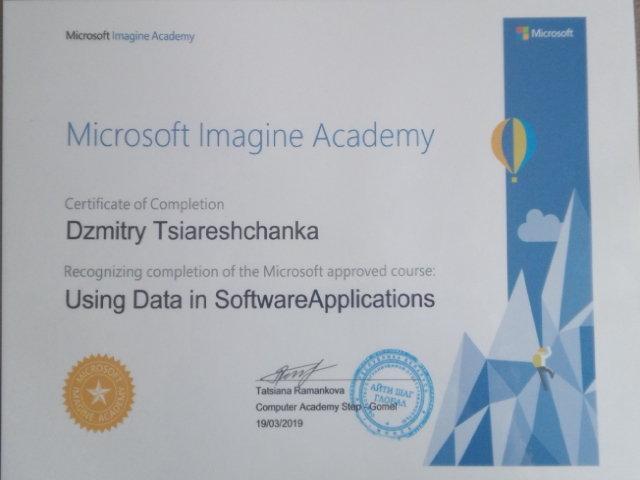 Microsoft Imagine Academy
Microsoft
Microsoft Imagine Academy
Certificate of Completion
Dzmitry Tsiareshchanka
Recognizing completion of the Microsoft approved course:
Using Data in SoftwareApplications
MICROSOFT
IMAGINE ACADEMY
Tatsiana Ramankova
Computer Academy Step - Gomel
19/03/2019
АЙТИ ШАГ
ГЛОБАЛ